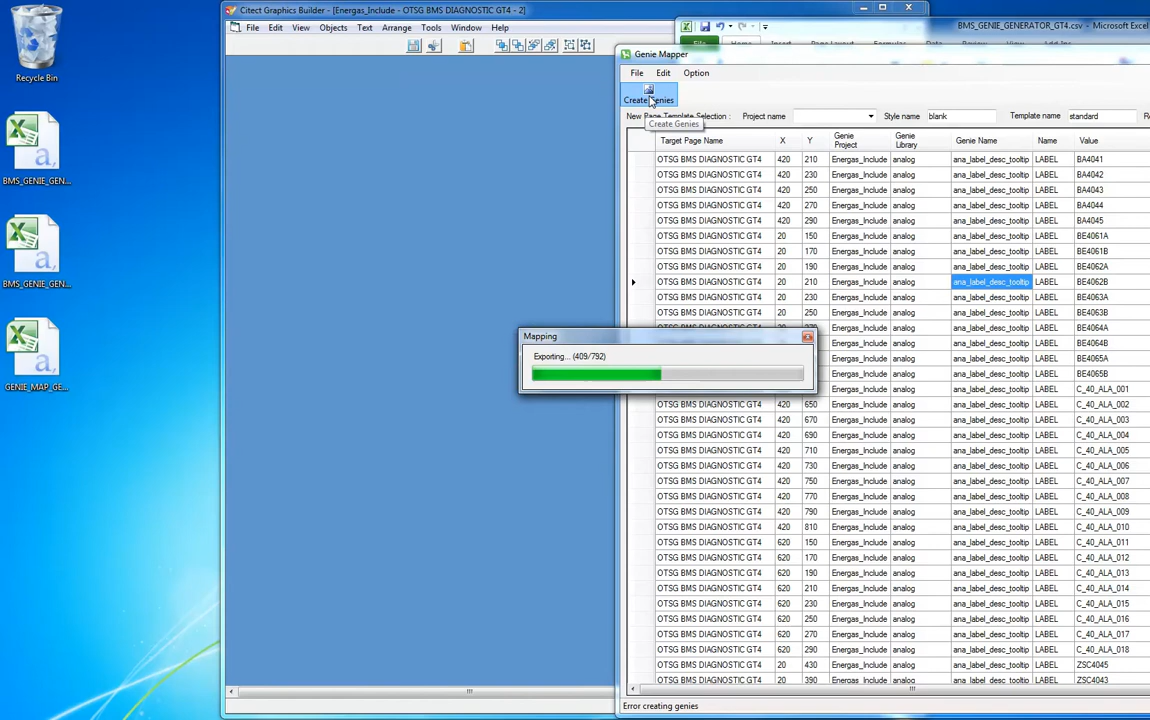 Recycle Bin
BMS_GENIE_GEN...
BMS_GENIE_GEN...
GENIE_MAP_GE...
Citect Graphics Builder - [Energas_Include - OTSG BMS DIAGNOSTIC GT4 - 2]
File Edit View Objects Text Arrange Tools Window Help
BMS_GENIE_GENERATOR_GT4.csv - Microsoft Excel
File Home Insert Page Layout Formulas Data Review View Add-Ins
Genie Mapper
File Edit Option
Create Genies
Create Genies
New Page Template Selection : Project name Style name blank Template name standard
Target Page Name X Y Genie Project Genie Library Genie Name Name Value
OTSG BMS DIAGNOSTIC GT4 420 210 Energas_Include analog ana_label_desc_tooltip LABEL BA4041
OTSG BMS DIAGNOSTIC GT4 420 230 Energas_Include analog ana_label_desc_tooltip LABEL BA4042
OTSG BMS DIAGNOSTIC GT4 420 250 Energas_Include analog ana_label_desc_tooltip LABEL BA4043
OTSG BMS DIAGNOSTIC GT4 420 270 Energas_Include analog ana_label_desc_tooltip LABEL BA4044
OTSG BMS DIAGNOSTIC GT4 420 290 Energas_Include analog ana_label_desc_tooltip LABEL BA4045
OTSG BMS DIAGNOSTIC GT4 20 150 Energas_Include analog ana_label_desc_tooltip LABEL BE4061A
OTSG BMS DIAGNOSTIC GT4 20 170 Energas_Include analog ana_label_desc_tooltip LABEL BE4061B
OTSG BMS DIAGNOSTIC GT4 20 190 Energas_Include analog ana_label_desc_tooltip LABEL BE4062A
OTSG BMS DIAGNOSTIC GT4 20 210 Energas_Include analog ana_label_desc_tooltip LABEL BE4062B
OTSG BMS DIAGNOSTIC GT4 20 230 Energas_Include analog ana_label_desc_tooltip LABEL BE4063A
OTSG BMS DIAGNOSTIC GT4 20 250 Energas_Include analog ana_label_desc_tooltip LABEL BE4063B
BE4064A
Mapping
BE4064B
Exporting... (409/792)
BE4065A
BE4065B
C_40_ALA_001
OTSG BMS DIAGNOSTIC GT4 420 650 Energas_Include analog ana_label_desc_tooltip LABEL C_40_ALA_002
OTSG BMS DIAGNOSTIC GT4 420 670 Energas_Include analog ana_label_desc_tooltip LABEL C_40_ALA_003
OTSG BMS DIAGNOSTIC GT4 420 690 Energas_Include analog ana_label_desc_tooltip LABEL C_40_ALA_004
OTSG BMS DIAGNOSTIC GT4 420 710 Energas_Include analog ana_label_desc_tooltip LABEL C_40_ALA_005
OTSG BMS DIAGNOSTIC GT4 420 730 Energas_Include analog ana_label_desc_tooltip LABEL C_40_ALA_006
OTSG BMS DIAGNOSTIC GT4 420 750 Energas_Include analog ana_label_desc_tooltip LABEL C_40_ALA_007
OTSG BMS DIAGNOSTIC GT4 420 770 Energas_Include analog ana_label_desc_tooltip LABEL C_40_ALA_008
OTSG BMS DIAGNOSTIC GT4 420 790 Energas_Include analog ana_label_desc_tooltip LABEL C_40_ALA_009
OTSG BMS DIAGNOSTIC GT4 420 810 Energas_Include analog ana_label_desc_tooltip LABEL C_40_ALA_010
OTSG BMS DIAGNOSTIC GT4 620 150 Energas_Include analog ana_label_desc_tooltip LABEL C_40_ALA_011
OTSG BMS DIAGNOSTIC GT4 620 170 Energas_Include analog ana_label_desc_tooltip LABEL C_40_ALA_012
OTSG BMS DIAGNOSTIC GT4 620 190 Energas_Include analog ana_label_desc_tooltip LABEL C_40_ALA_013
OTSG BMS DIAGNOSTIC GT4 620 210 Energas_Include analog ana_label_desc_tooltip LABEL C_40_ALA_014
OTSG BMS DIAGNOSTIC GT4 620 230 Energas_Include analog ana_label_desc_tooltip LABEL C_40_ALA_015
OTSG BMS DIAGNOSTIC GT4 620 250 Energas_Include analog ana_label_desc_tooltip LABEL C_40_ALA_016
OTSG BMS DIAGNOSTIC GT4 620 270 Energas_Include analog ana_label_desc_tooltip LABEL C_40_ALA_017
OTSG BMS DIAGNOSTIC GT4 620 290 Energas_Include analog ana_label_desc_tooltip LABEL C_40_ALA_018
OTSG BMS DIAGNOSTIC GT4 20 430 Energas_Include analog ana_label_desc_tooltip LABEL ZSC4045
OTSG BMS DIAGNOSTIC GT4 20 390 Energas_Include analog ana_label_desc_tooltip LABEL ZSC4043
Error creating genies